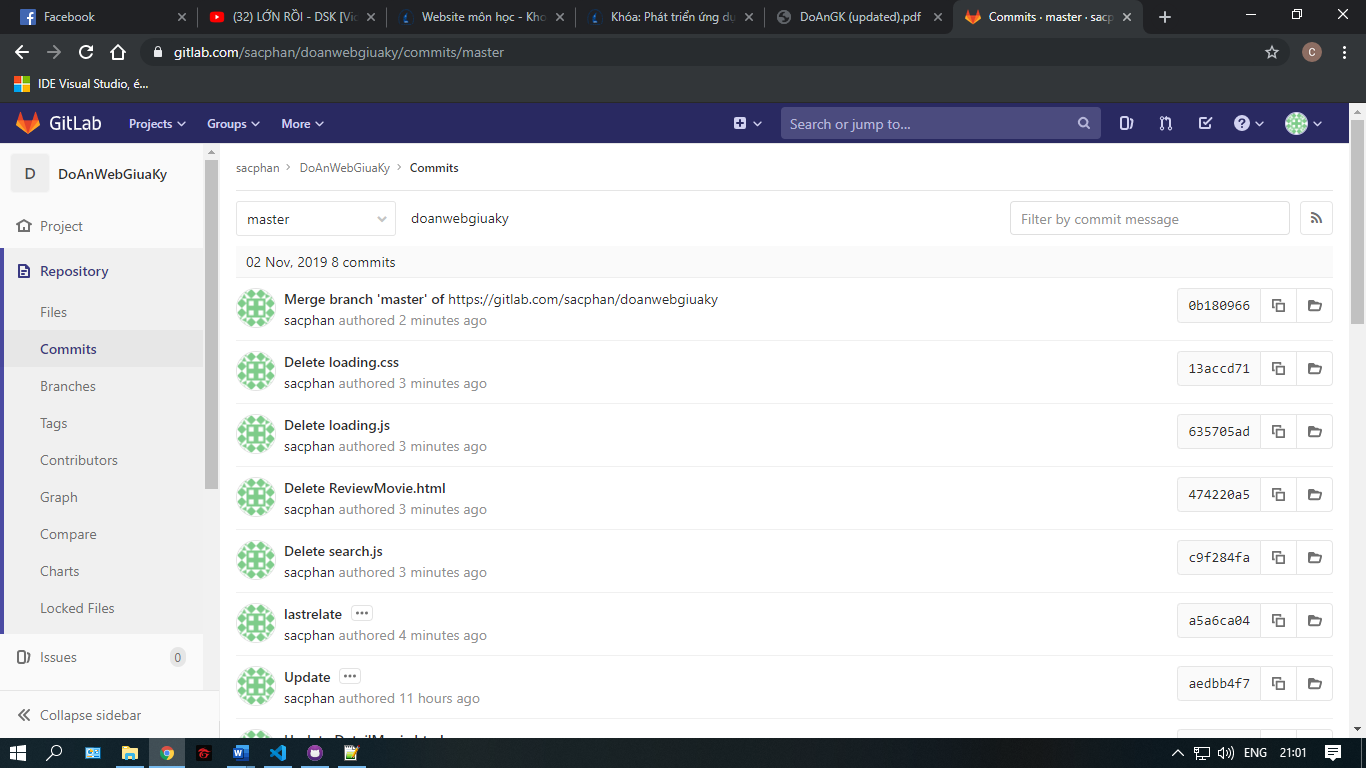 Facebook
(32) LỚN RỒI - DSK [Vid
Website môn học - Kho
Khóa: Phát triển ứng dụ
DoAnGK (updated).pdf
Commits · master · sacp
gitlab.com/sacphan/doanwebgiuaky/commits/master
C
IDE Visual Studio, é...
GitLab
Projects
Groups
More
Search or jump to...
D
DoAnWebGiuaKy
Project
Repository
Files
Commits
Branches
Tags
Contributors
Graph
Compare
Charts
Locked Files
Issues
0
Collapse sidebar
sacphan > DoAnWebGiuaKy > Commits
master
doanwebgiuaky
Filter by commit message
02 Nov, 2019 8 commits
Merge branch 'master' of https://gitlab.com/sacphan/doanwebgiuaky
sacphan authored 2 minutes ago
0b180966
Delete loading.css
sacphan authored 3 minutes ago
13accd71
Delete loading.js
sacphan authored 3 minutes ago
635705ad
Delete ReviewMovie.html
sacphan authored 3 minutes ago
474220a5
Delete search.js
sacphan authored 3 minutes ago
c9f284fa
lastrelate
sacphan authored 4 minutes ago
a5a6ca04
Update
sacphan authored 11 hours ago
aedbb4f7
ENG
21:01